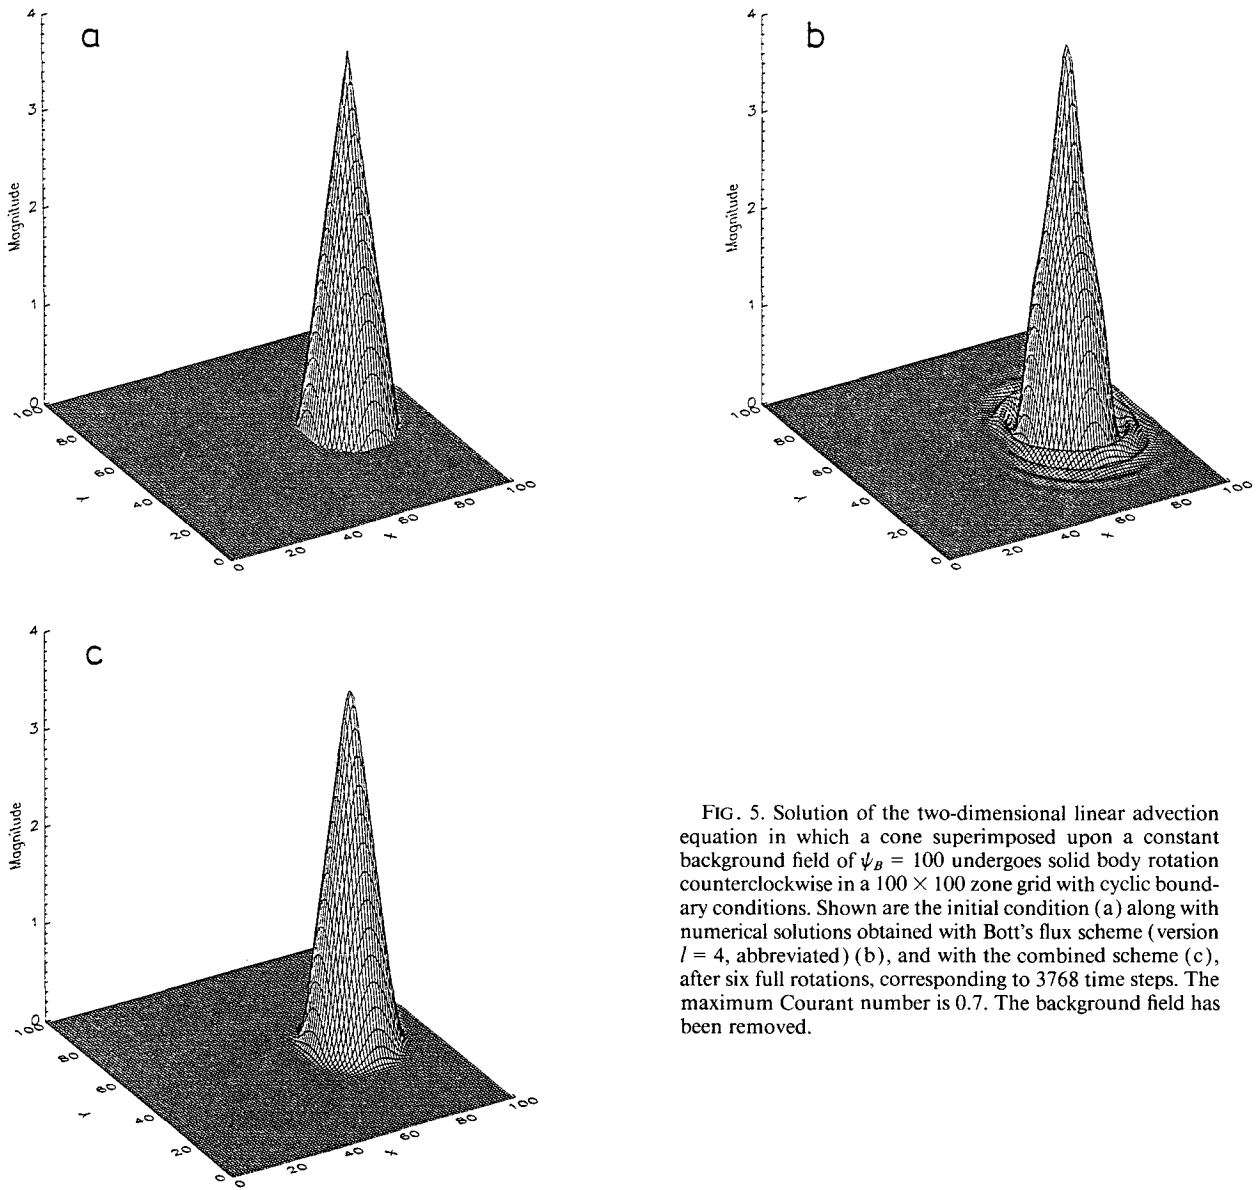 a
4
3
2
1
0
Magnitude
100
80
60
40
20
0
Y
0
20
40
60
80
100
X
b
4
3
2
1
0
Magnitude
100
80
60
40
20
0
Y
0
20
40
60
80
100
X
c
4
3
2
1
0
Magnitude
100
80
60
40
20
0
Y
0
20
40
60
80
100
X
FIG. 5. Solution of the two-dimensional linear advection
equation in which a cone superimposed upon a constant
background field of ψ_B = 100 undergoes solid body rotation
counterclockwise in a 100 × 100 zone grid with cyclic bound-
ary conditions. Shown are the initial condition (a) along with
numerical solutions obtained with Bott's flux scheme (version
l = 4, abbreviated) (b), and with the combined scheme (c),
after six full rotations, corresponding to 3768 time steps. The
maximum Courant number is 0.7. The background field has
been removed.